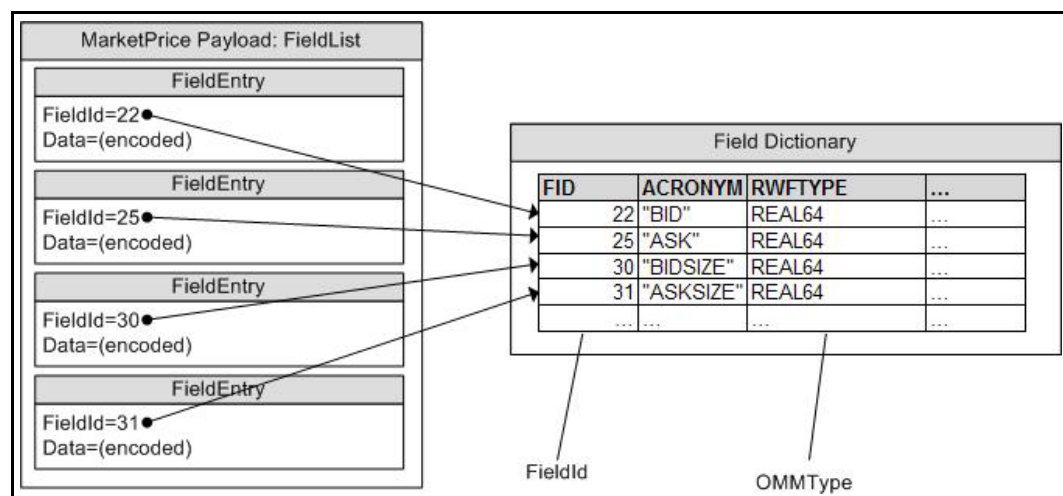 MarketPrice Payload: FieldList
FieldEntry
FieldId=22
Data=(encoded)
FieldEntry
FieldId=25
Data=(encoded)
FieldEntry
FieldId=30
Data=(encoded)
FieldEntry
FieldId=31
Data=(encoded)
Field Dictionary
FID ACRONYM RWFTYPE ...
22 "BID" REAL64 ...
25 "ASK" REAL64 ...
30 "BIDSIZE" REAL64 ...
31 "ASKSIZE" REAL64 ...
... ... ... ...
FieldId
OMMType